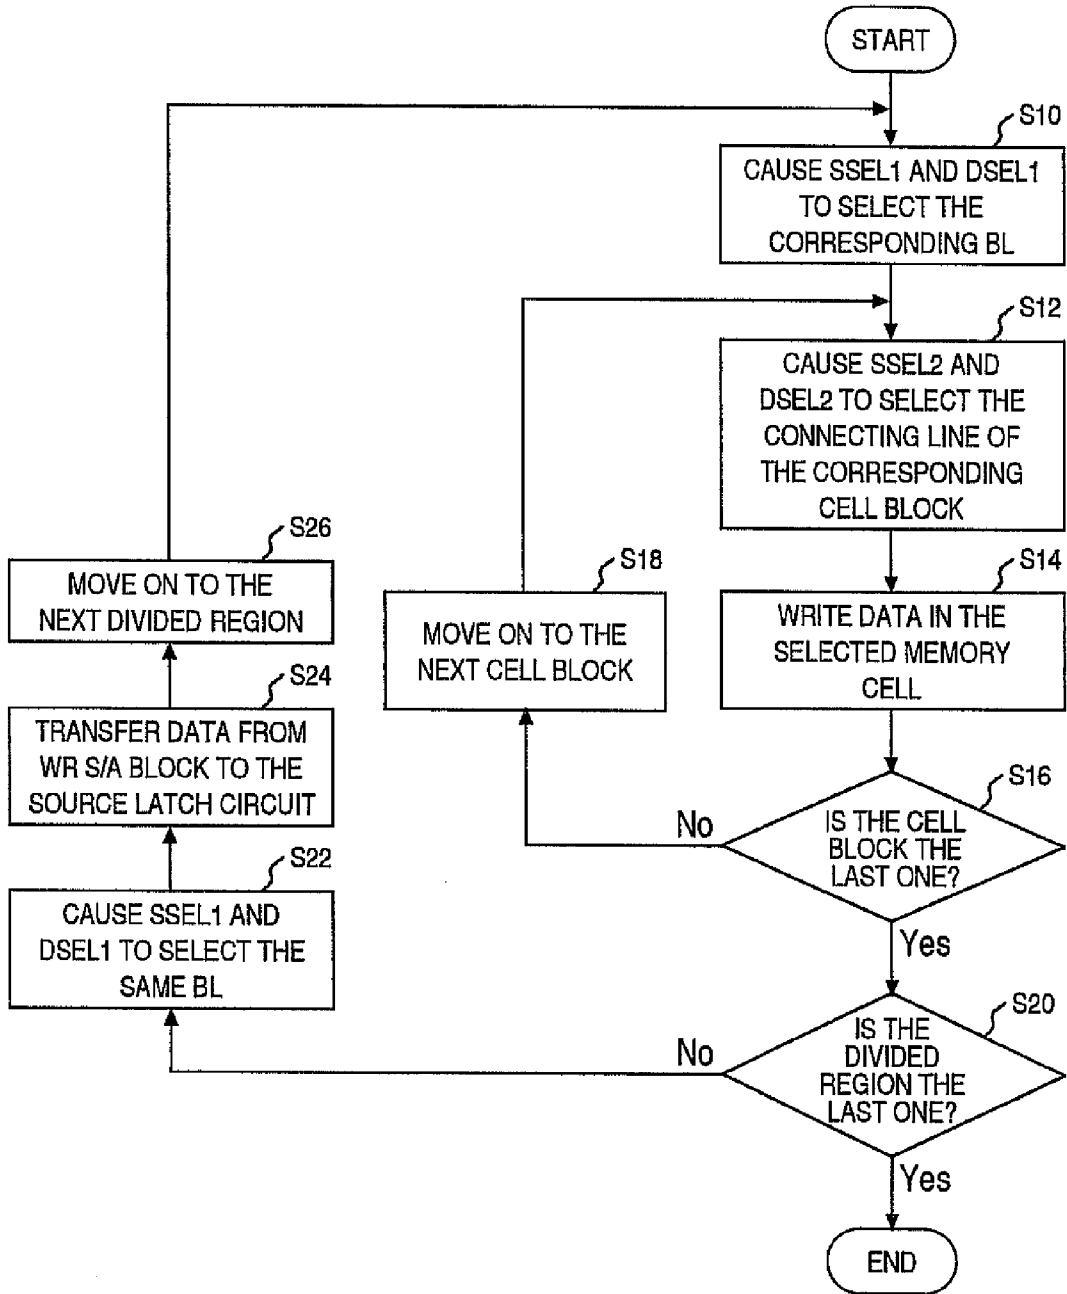 START
S10
CAUSE SSEL1 AND DSEL1
TO SELECT THE
CORRESPONDING BL
S12
CAUSE SSEL2 AND
DSEL2 TO SELECT THE
CONNECTING LINE OF
THE CORRESPONDING
CELL BLOCK
S14
WRITE DATA IN THE
SELECTED MEMORY
CELL
S16
IS THE CELL
BLOCK THE
LAST ONE?
No
Yes
S18
MOVE ON TO THE
NEXT CELL BLOCK
S20
IS THE
DIVIDED
REGION THE
LAST ONE?
No
Yes
S22
CAUSE SSEL1 AND
DSEL1 TO SELECT THE
SAME BL
S24
TRANSFER DATA FROM
WR S/A BLOCK TO THE
SOURCE LATCH CIRCUIT
S26
MOVE ON TO THE
NEXT DIVIDED REGION
END